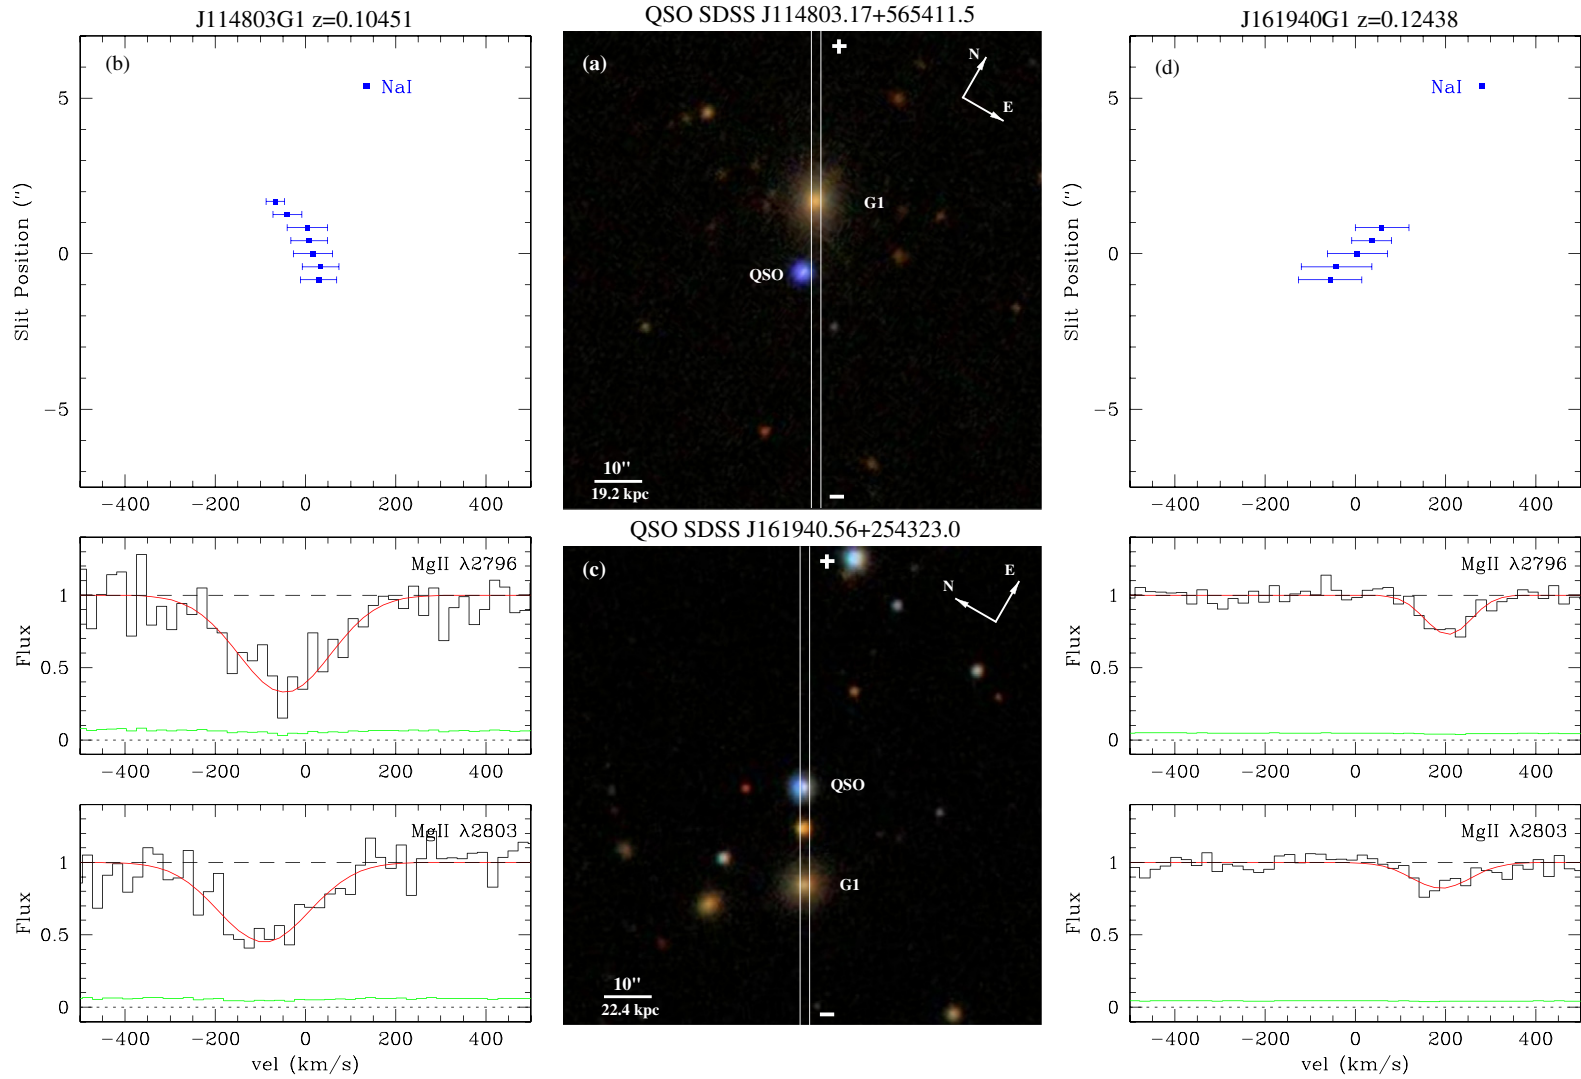 J114803G1 z=0.10451
(b)
NaI
5
0
−5
Slit Position (")
−400 −200 0 200 400
MgII λ2796
1
0.5
0
Flux
−400 −200 0 200 400
MgII λ2803
1
0.5
0
Flux
−400 −200 0 200 400
vel (km/s)
QSO SDSS J114803.17+565411.5
(a)
+
N
E
G1
QSO
10"
19.2 kpc
−
QSO SDSS J161940.56+254323.0
(c)
+
E
N
QSO
G1
10"
22.4 kpc
−
J161940G1 z=0.12438
(d)
NaI
5
0
−5
Slit Position (")
−400 −200 0 200 400
MgII λ2796
1
0.5
0
Flux
−400 −200 0 200 400
MgII λ2803
1
0.5
0
Flux
−400 −200 0 200 400
vel (km/s)